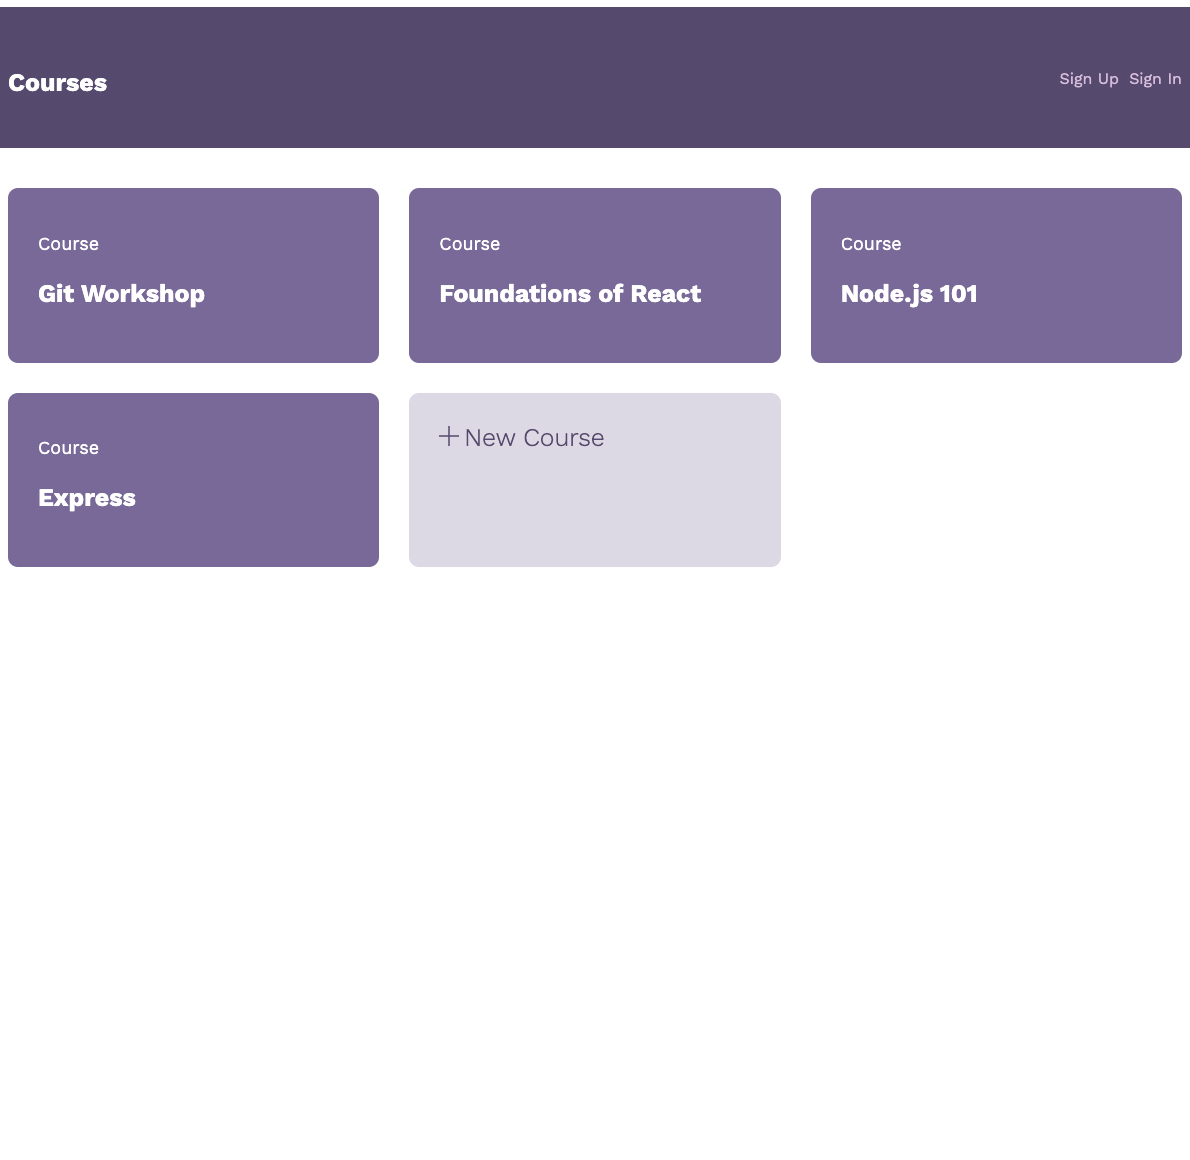 Courses
Sign Up Sign In
Course
Git Workshop
Course
Foundations of React
Course
Node.js 101
Course
Express
New Course